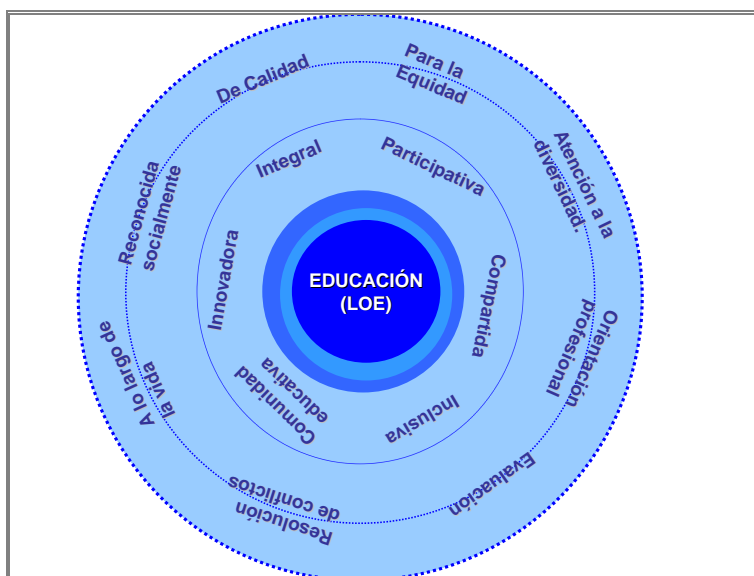 De Calidad
Para la
Equidad
Atención a la
diversidad.
Orientación
profesional
Evaluación
Resolución
de conflictos
A lo largo de
la vida
Reconocida
socialmente
Integral
Participativa
Compartida
Inclusiva
Comunidad
educativa
Innovadora
EDUCACIÓN
(LOE)